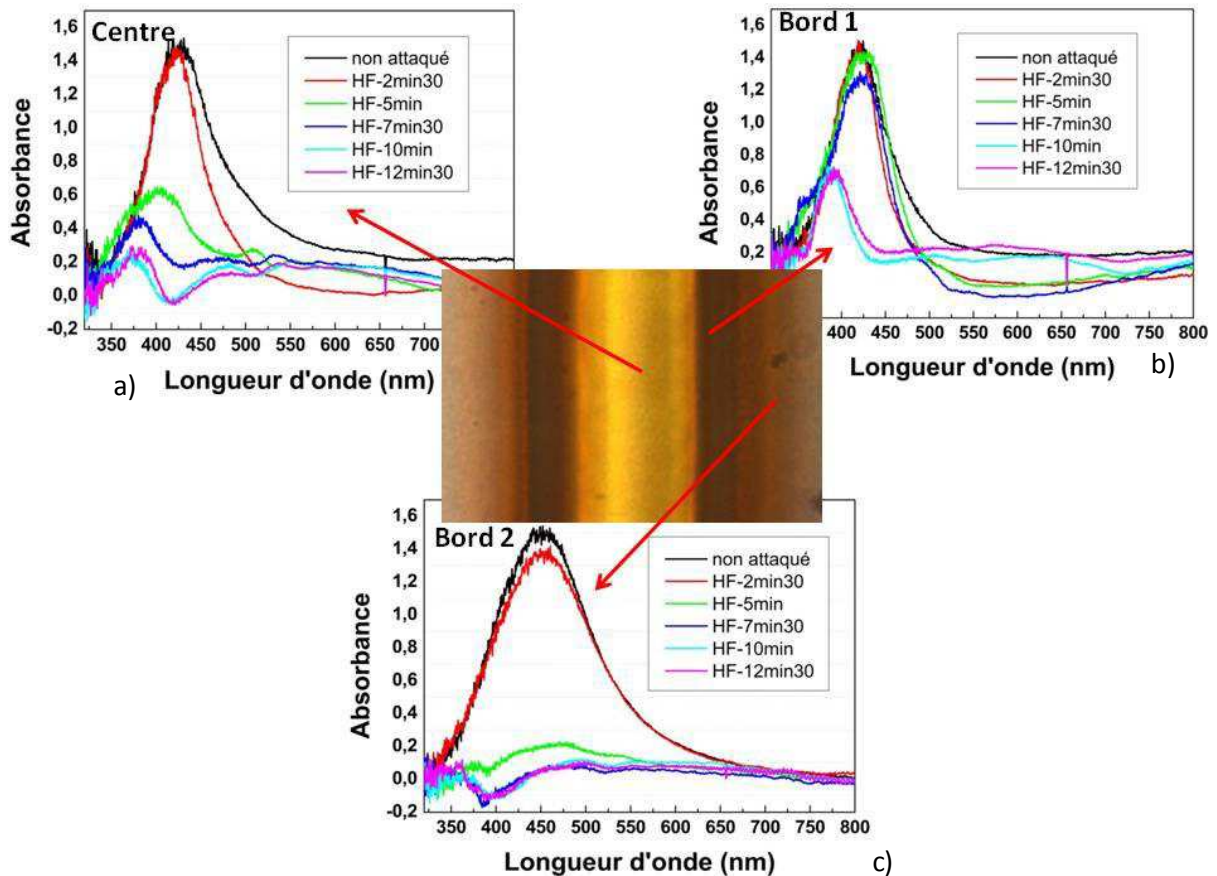 Centre
1,6
1,4
1,2
1,0
0,8
0,6
0,4
0,2
0,0
-0,2
Absorbance
non attaqué
HF-2min30
HF-5min
HF-7min30
HF-10min
HF-12min30
350 400 450 500 550 600 650 700
Longueur d'onde (nm)
a)
Bord 1
1,6
1,4
1,2
1,0
0,8
0,6
0,4
0,2
Absorbance
non attaqué
HF-2min30
HF-5min
HF-7min30
HF-10min
HF-12min30
400 450 500 550 600 650 700 750 800
Longueur d'onde (nm)
b)
Bord 2
1,6
1,4
1,2
1,0
0,8
0,6
0,4
0,2
0,0
-0,2
Absorbance
non attaqué
HF-2min30
HF-5min
HF-7min30
HF-10min
HF-12min30
350 400 450 500 550 600 650 700 750 800
Longueur d'onde (nm)
c)